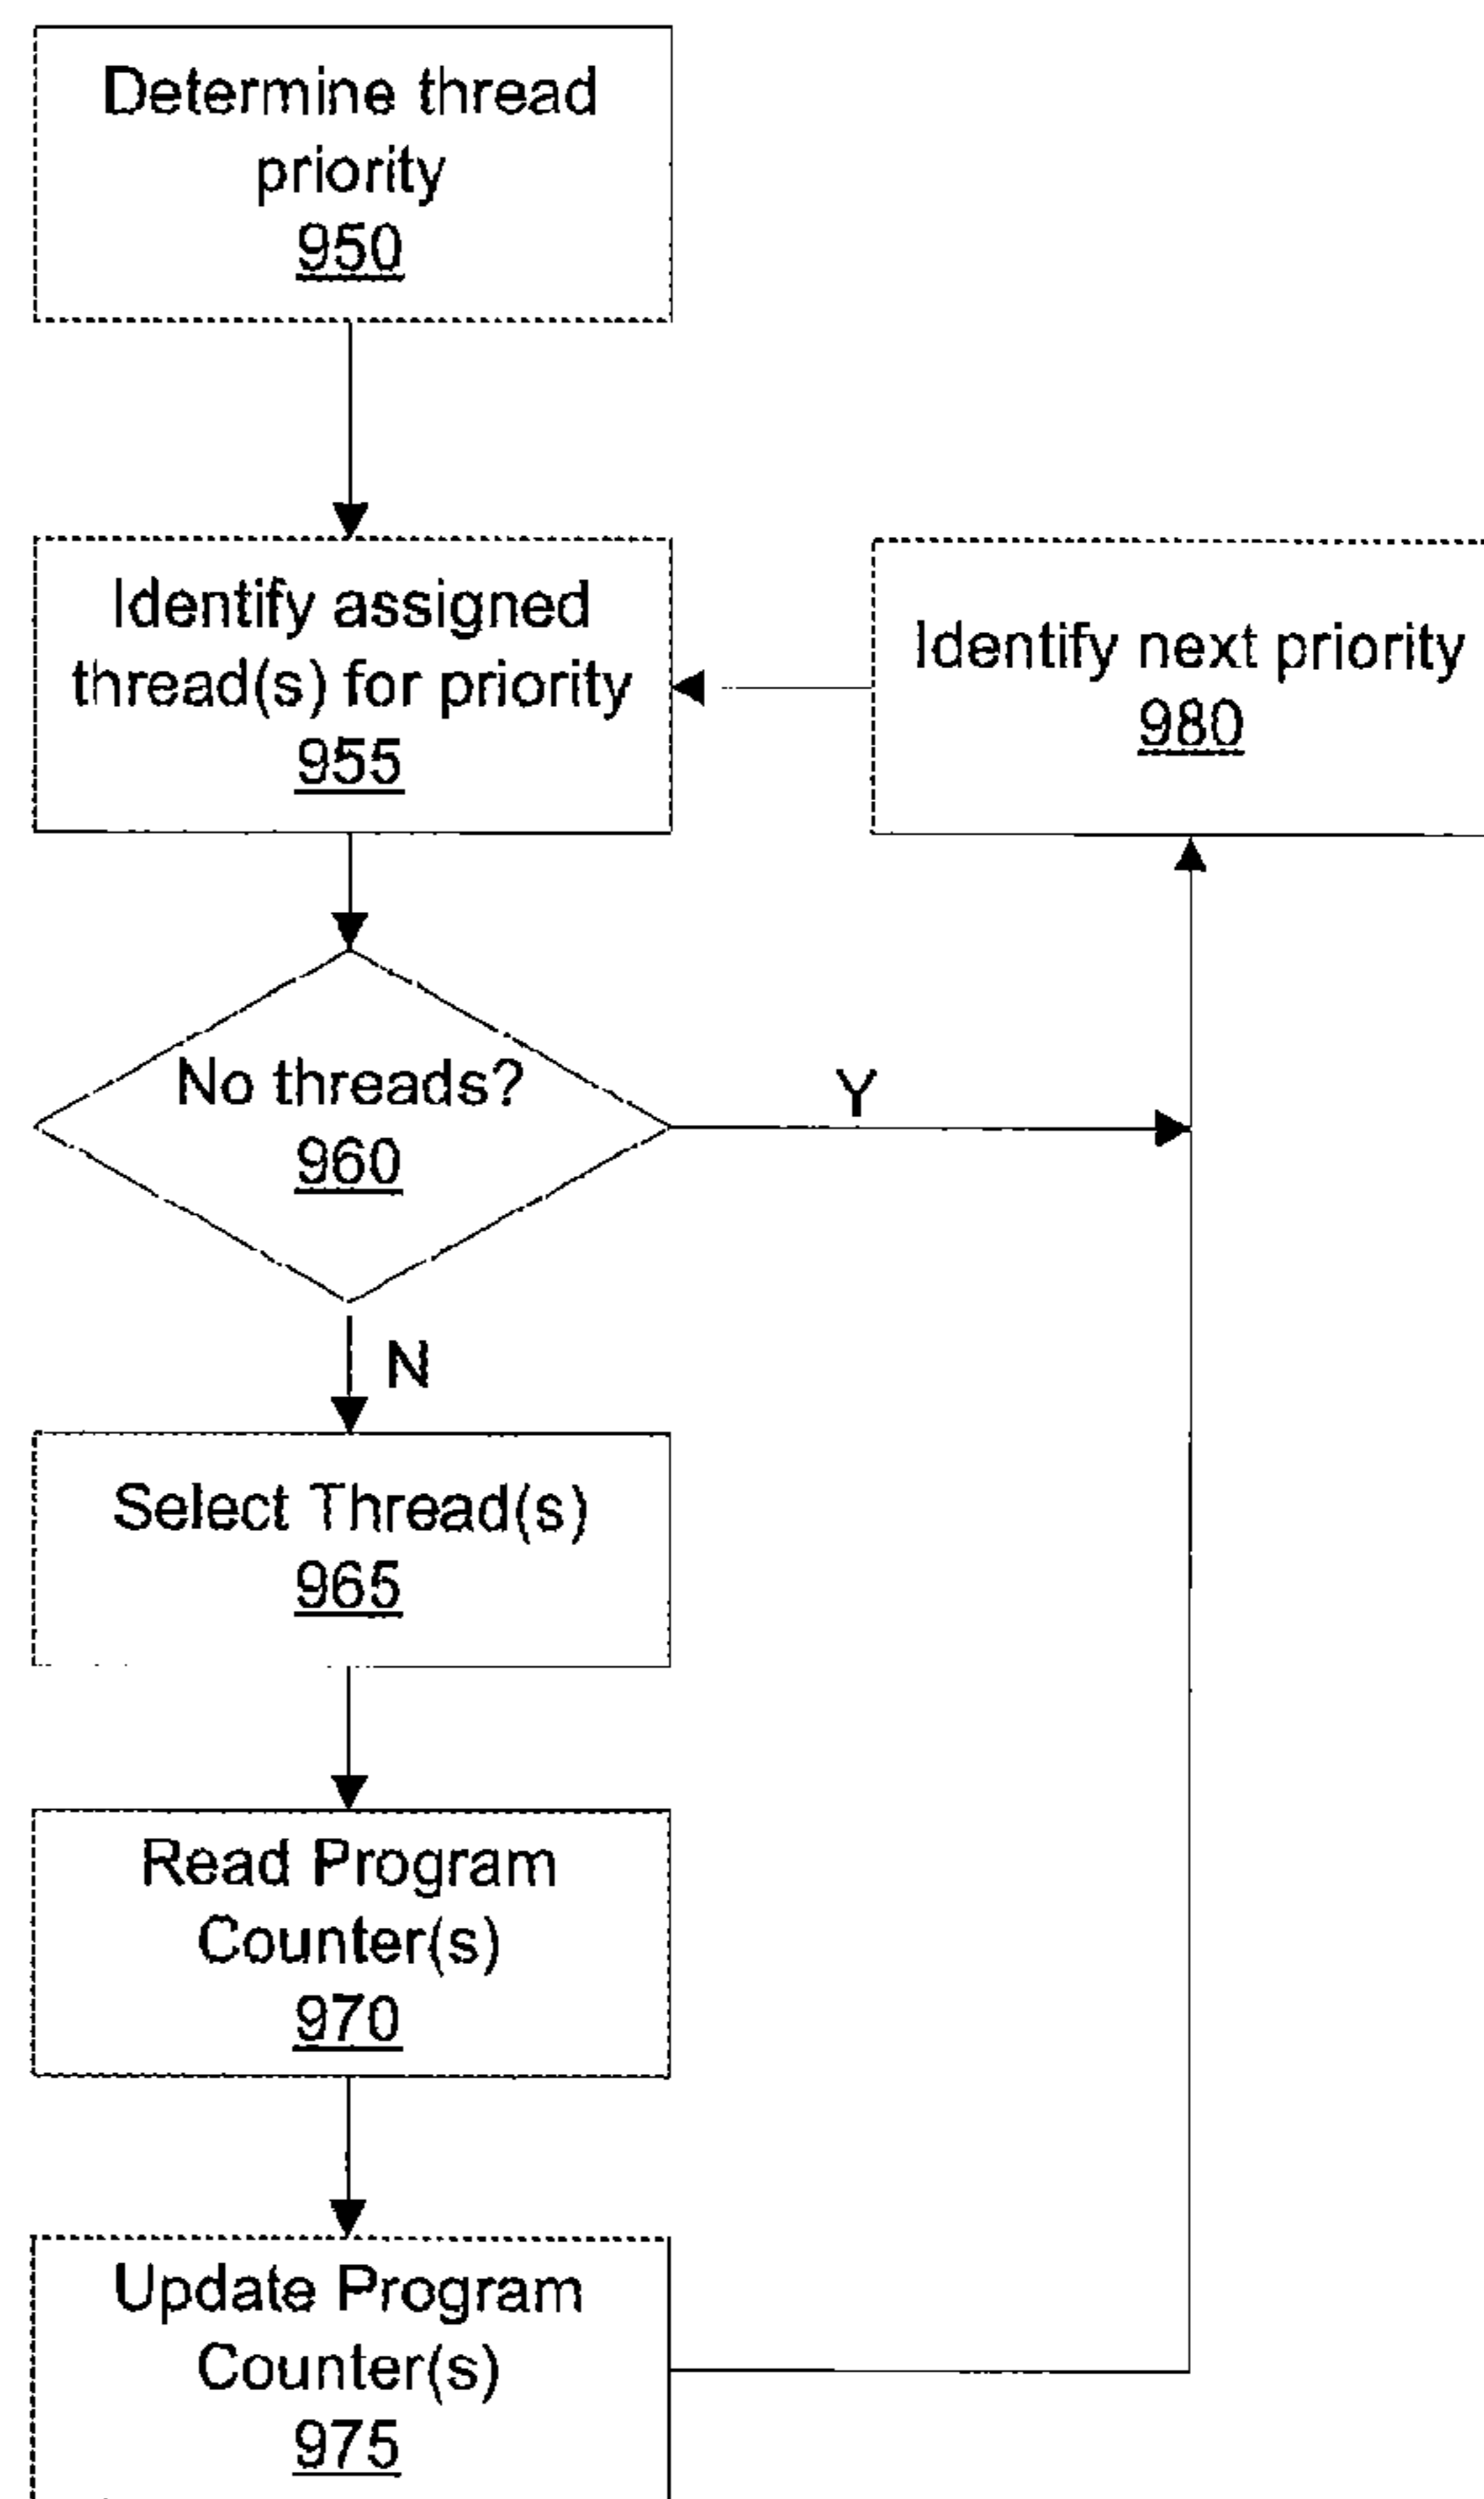 Determine thread
priority
950
Identify assigned
thread(s) for priority
955
Identify next priority
980
No threads?
960
Y
N
Select Thread(s)
965
Read Program
Counter(s)
970
Update Program
Counter(s)
975